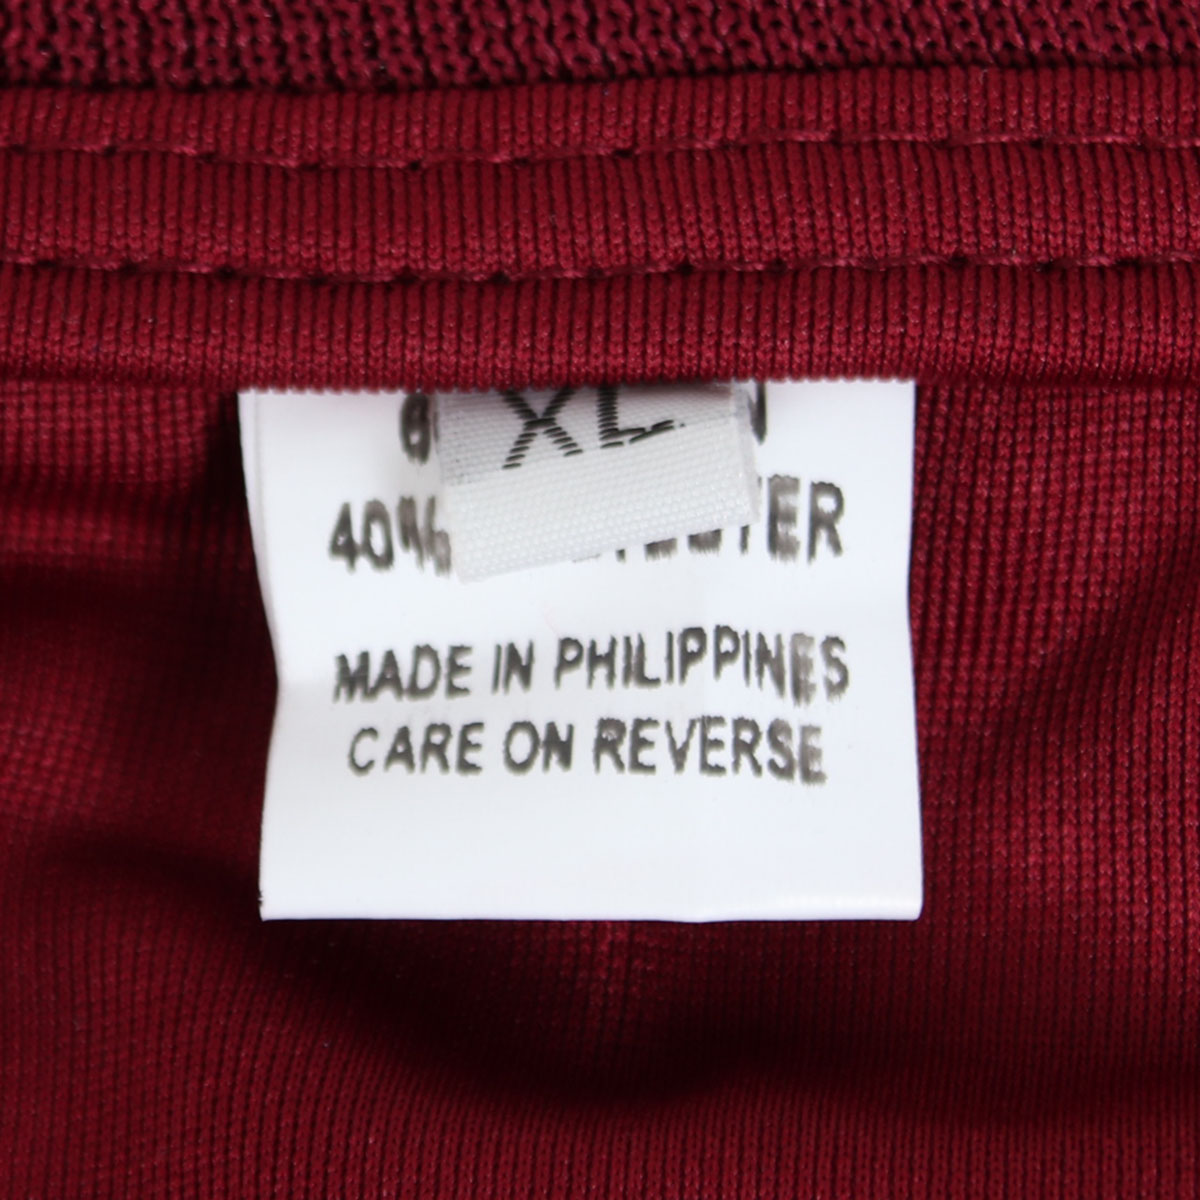 XL
40%
MADE IN PHILIPPINES
CARE ON REVERSE